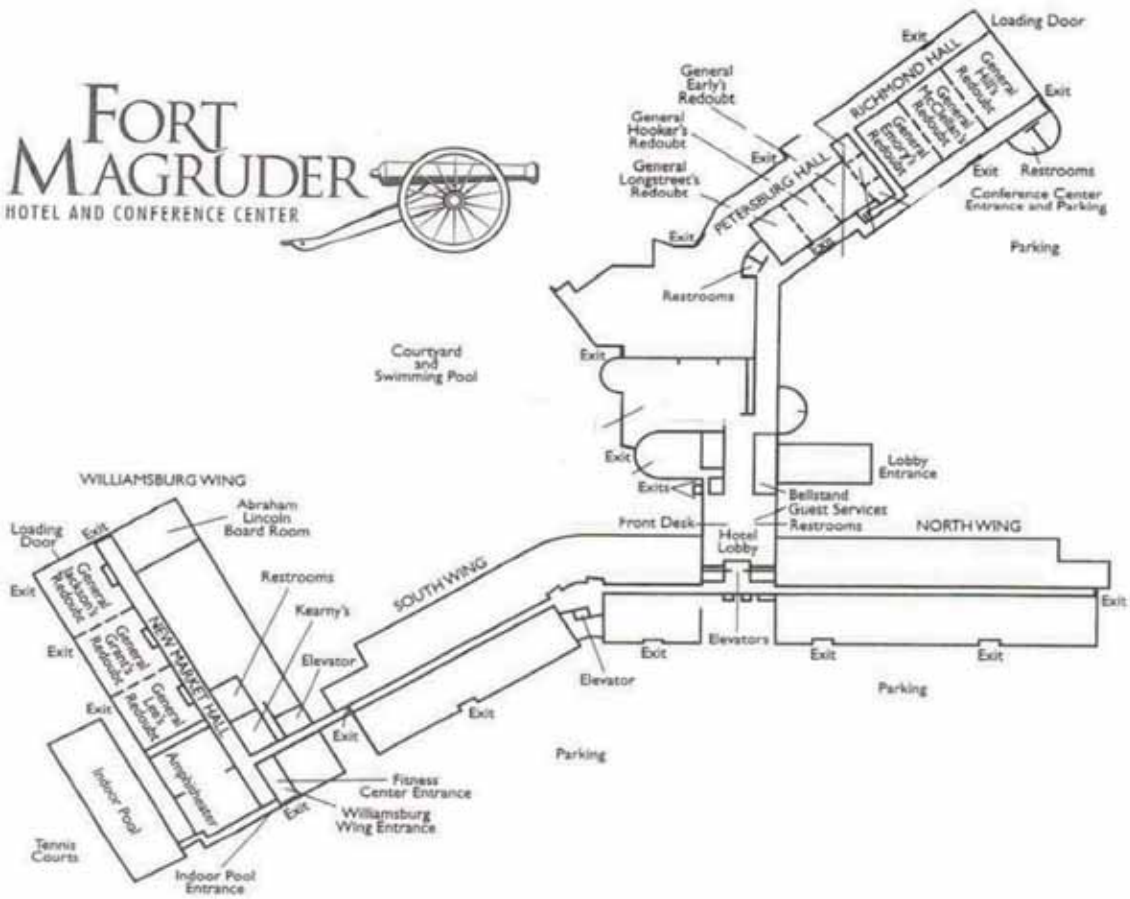 FORT
MAGRUDER
HOTEL AND CONFERENCE CENTER
Exit
Loading Door
RICHMOND HALL
General
Hill's
Redoubt
General
McClellan's
Redoubt
General
Emory's
Redoubt
Exit
Exit
Restrooms
Conference Center
Entrance and Parking
Parking
General
Early's
Redoubt
General
Hooker's
Redoubt
General
Longstreet's
Redoubt
Exit
PETERSBURG HALL
Exit
Exit
Restrooms
Courtyard
and
Swimming Pool
Exit
Exit
Exits
Lobby
Entrance
Bellstand
Guest Services
Restrooms
Front Desk
Hotel
Lobby
NORTH WING
Exit
Elevators
Exit
Exit
Exit
Parking
WILLIAMSBURG WING
Abraham
Lincoln
Board Room
Loading
Door
Exit
Exit
General
Jackson's
Redoubt
General
Grant's
Redoubt
General
Lee's
Redoubt
NEW MARKET HALL
Exit
Exit
Restrooms
Kearny's
Elevator
SOUTH WING
Elevator
Exit
Exit
Parking
Amphitheater
Indoor Pool
Tennis
Courts
Fitness
Center Entrance
Exit
Williamsburg
Wing Entrance
Indoor Pool
Entrance